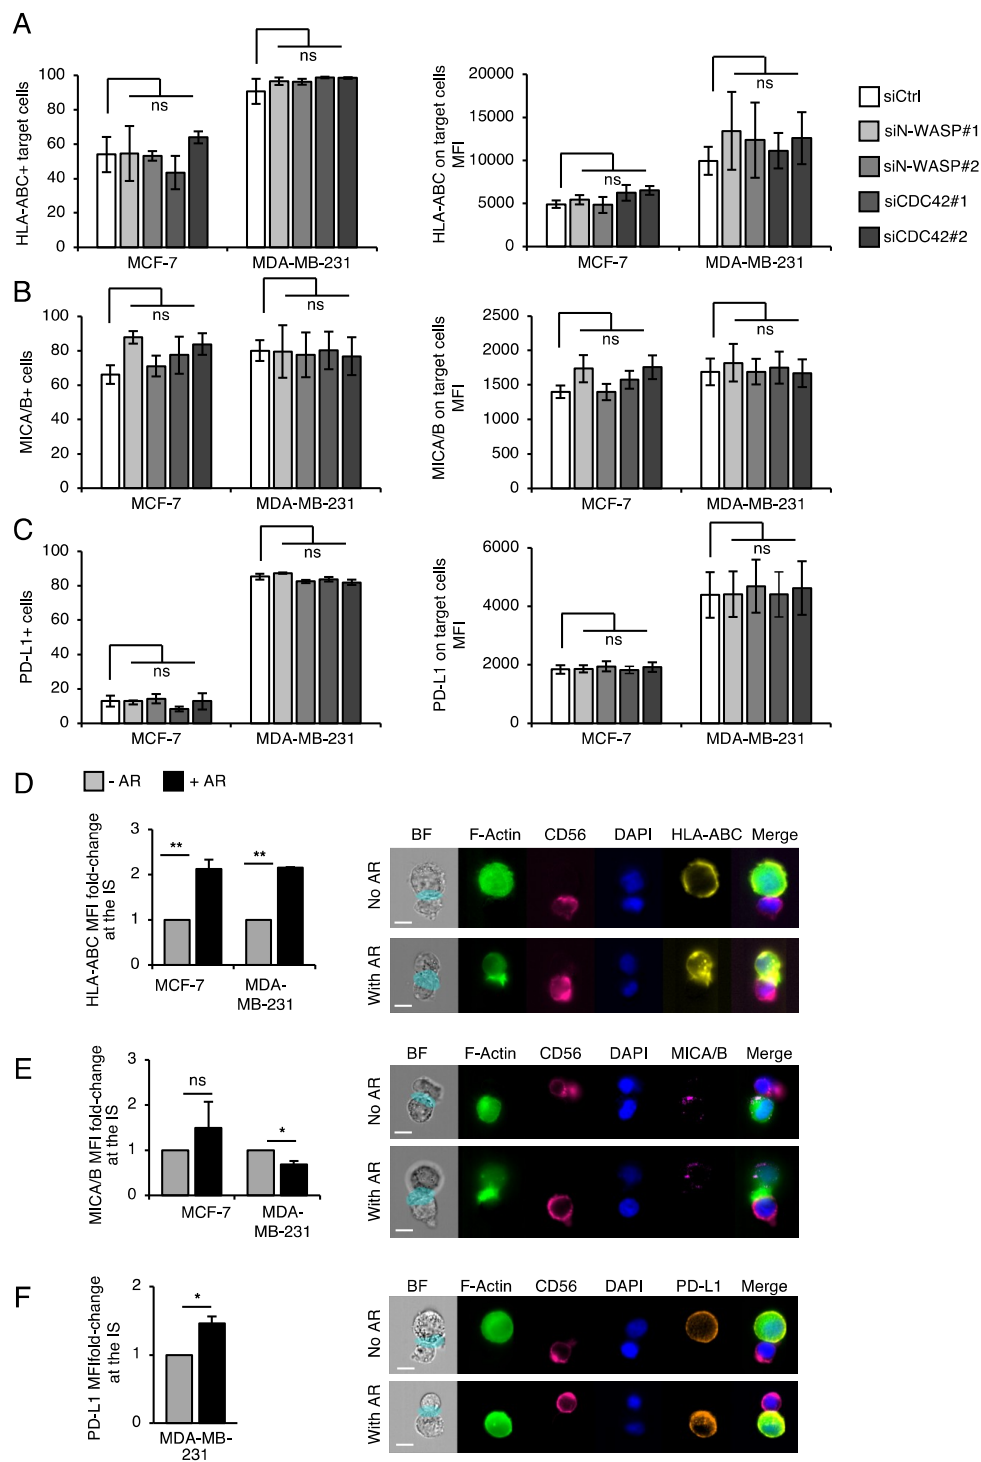 A
HLA-ABC+ target cells
100
80
60
40
20
0
ns
ns
MCF-7
MDA-MB-231
HLA-ABC on target cells
MFI
20000
15000
10000
5000
0
ns
ns
MCF-7
MDA-MB-231
siCtrl
siN-WASP#1
siN-WASP#2
siCDC42#1
siCDC42#2
B
MICA/B+ cells
100
80
60
40
20
0
ns
ns
MCF-7
MDA-MB-231
MICA/B on target cells
MFI
2500
2000
1500
1000
500
0
ns
ns
MCF-7
MDA-MB-231
C
PD-L1+ cells
100
80
60
40
20
0
ns
ns
MCF-7
MDA-MB-231
PD-L1 on target cells
MFI
6000
4000
2000
0
ns
ns
MCF-7
MDA-MB-231
D
- AR
+ AR
HLA-ABC MFI fold-change
at the IS
3
2
1
0
**
**
MCF-7
MDA-
MB-231
BF F-Actin CD56 DAPI HLA-ABC Merge
No AR
With AR
E
MICA/B MFI fold-change
at the IS
3
2
1
0
ns
*
MCF-7
MDA-
MB-231
BF F-Actin CD56 DAPI MICA/B Merge
No AR
With AR
F
PD-L1 MFIfold-change
at the IS
2
1
0
*
MDA-MB-
231
BF F-Actin CD56 DAPI PD-L1 Merge
No AR
With AR